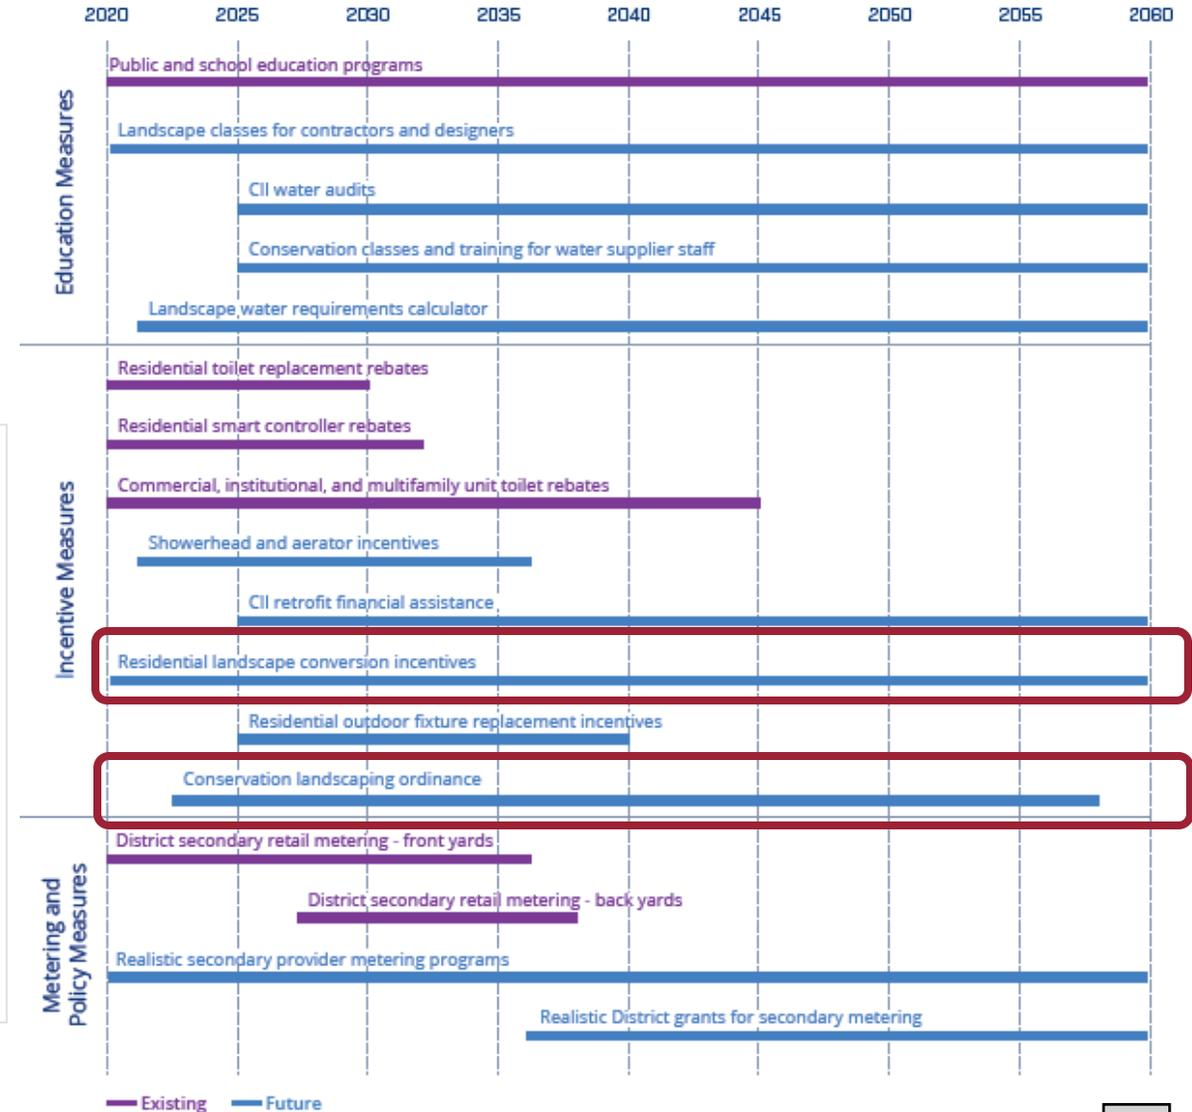 2020 2025 2030 2035 2040 2045 2050 2055 2060
Education Measures
Public and school education programs
Landscape classes for contractors and designers
CII water audits
Conservation classes and training for water supplier staff
Landscape water requirements calculator
Incentive Measures
Residential toilet replacement rebates
Residential smart controller rebates
Commercial, institutional, and multifamily unit toilet rebates
Showerhead and aerator incentives
CII retrofit financial assistance
Residential landscape conversion incentives
Residential outdoor fixture replacement incentives
Conservation landscaping ordinance
Metering and
Policy Measures
District secondary retail metering - front yards
District secondary retail metering - back yards
Realistic secondary provider metering programs
Realistic District grants for secondary metering
Existing Future